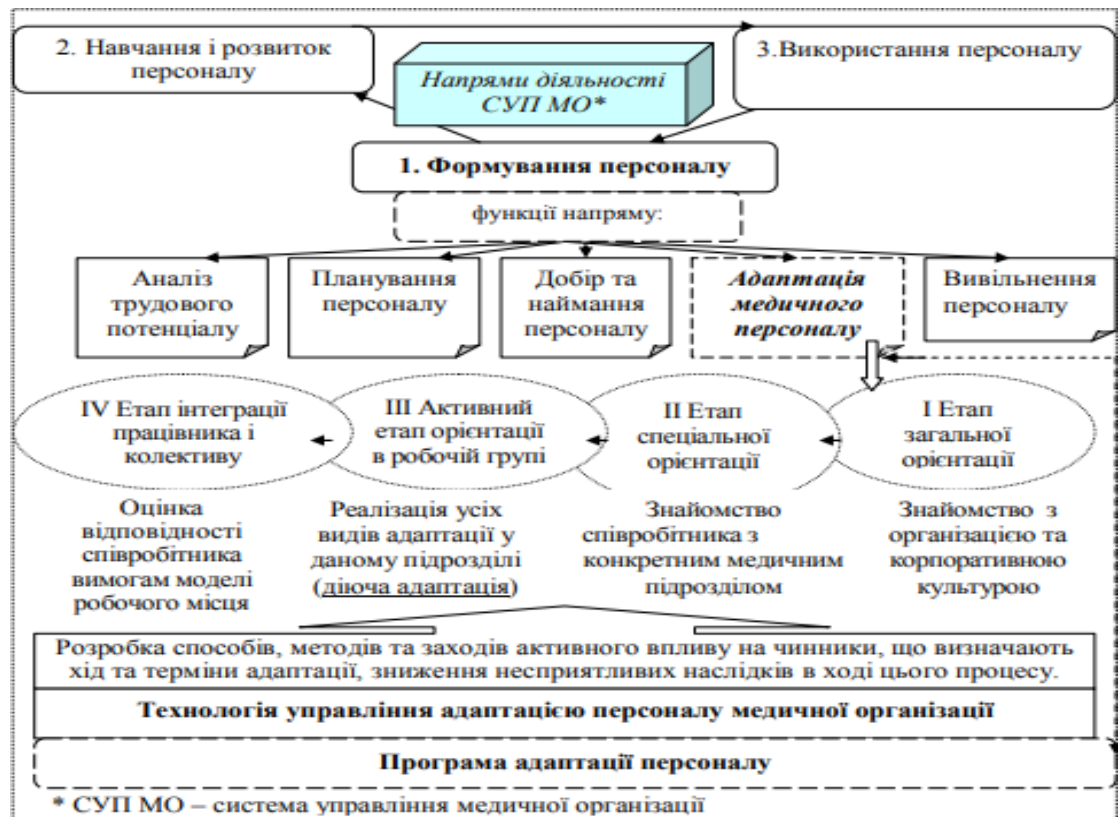 2. Навчання і розвиток
персоналу
Напрями діяльності
СУП МО*
3.Використання персоналу
1. Формування персоналу
функції напряму:
Аналіз
трудового
потенціалу
Планування
персоналу
Добір та
наймання
персоналу
Адаптація
медичного
персоналу
Вивільнення
персоналу
IV Етап інтеграції
працівника і
колективу
III Активний
етап орієнтації
в робочій групі
II Етап
спеціальної
орієнтації
I Етап
загальної
орієнтації
Оцінка
відповідності
співробітника
вимогам моделі
робочого місця
Реалізація усіх
видів адаптації у
даному підрозділі
(діюча адаптація)
Знайомство
співробітника з
конкретним медичним
підрозділом
Знайомство з
організацією та
корпоративною
культурою
Розробка способів, методів та заходів активного впливу на чинники, що визначають
хід та терміни адаптації, зниження несприятливих наслідків в ході цього процесу.
Технологія управління адаптацією персоналу медичної організації
Програма адаптації персоналу
* СУП МО – система управління медичної організації